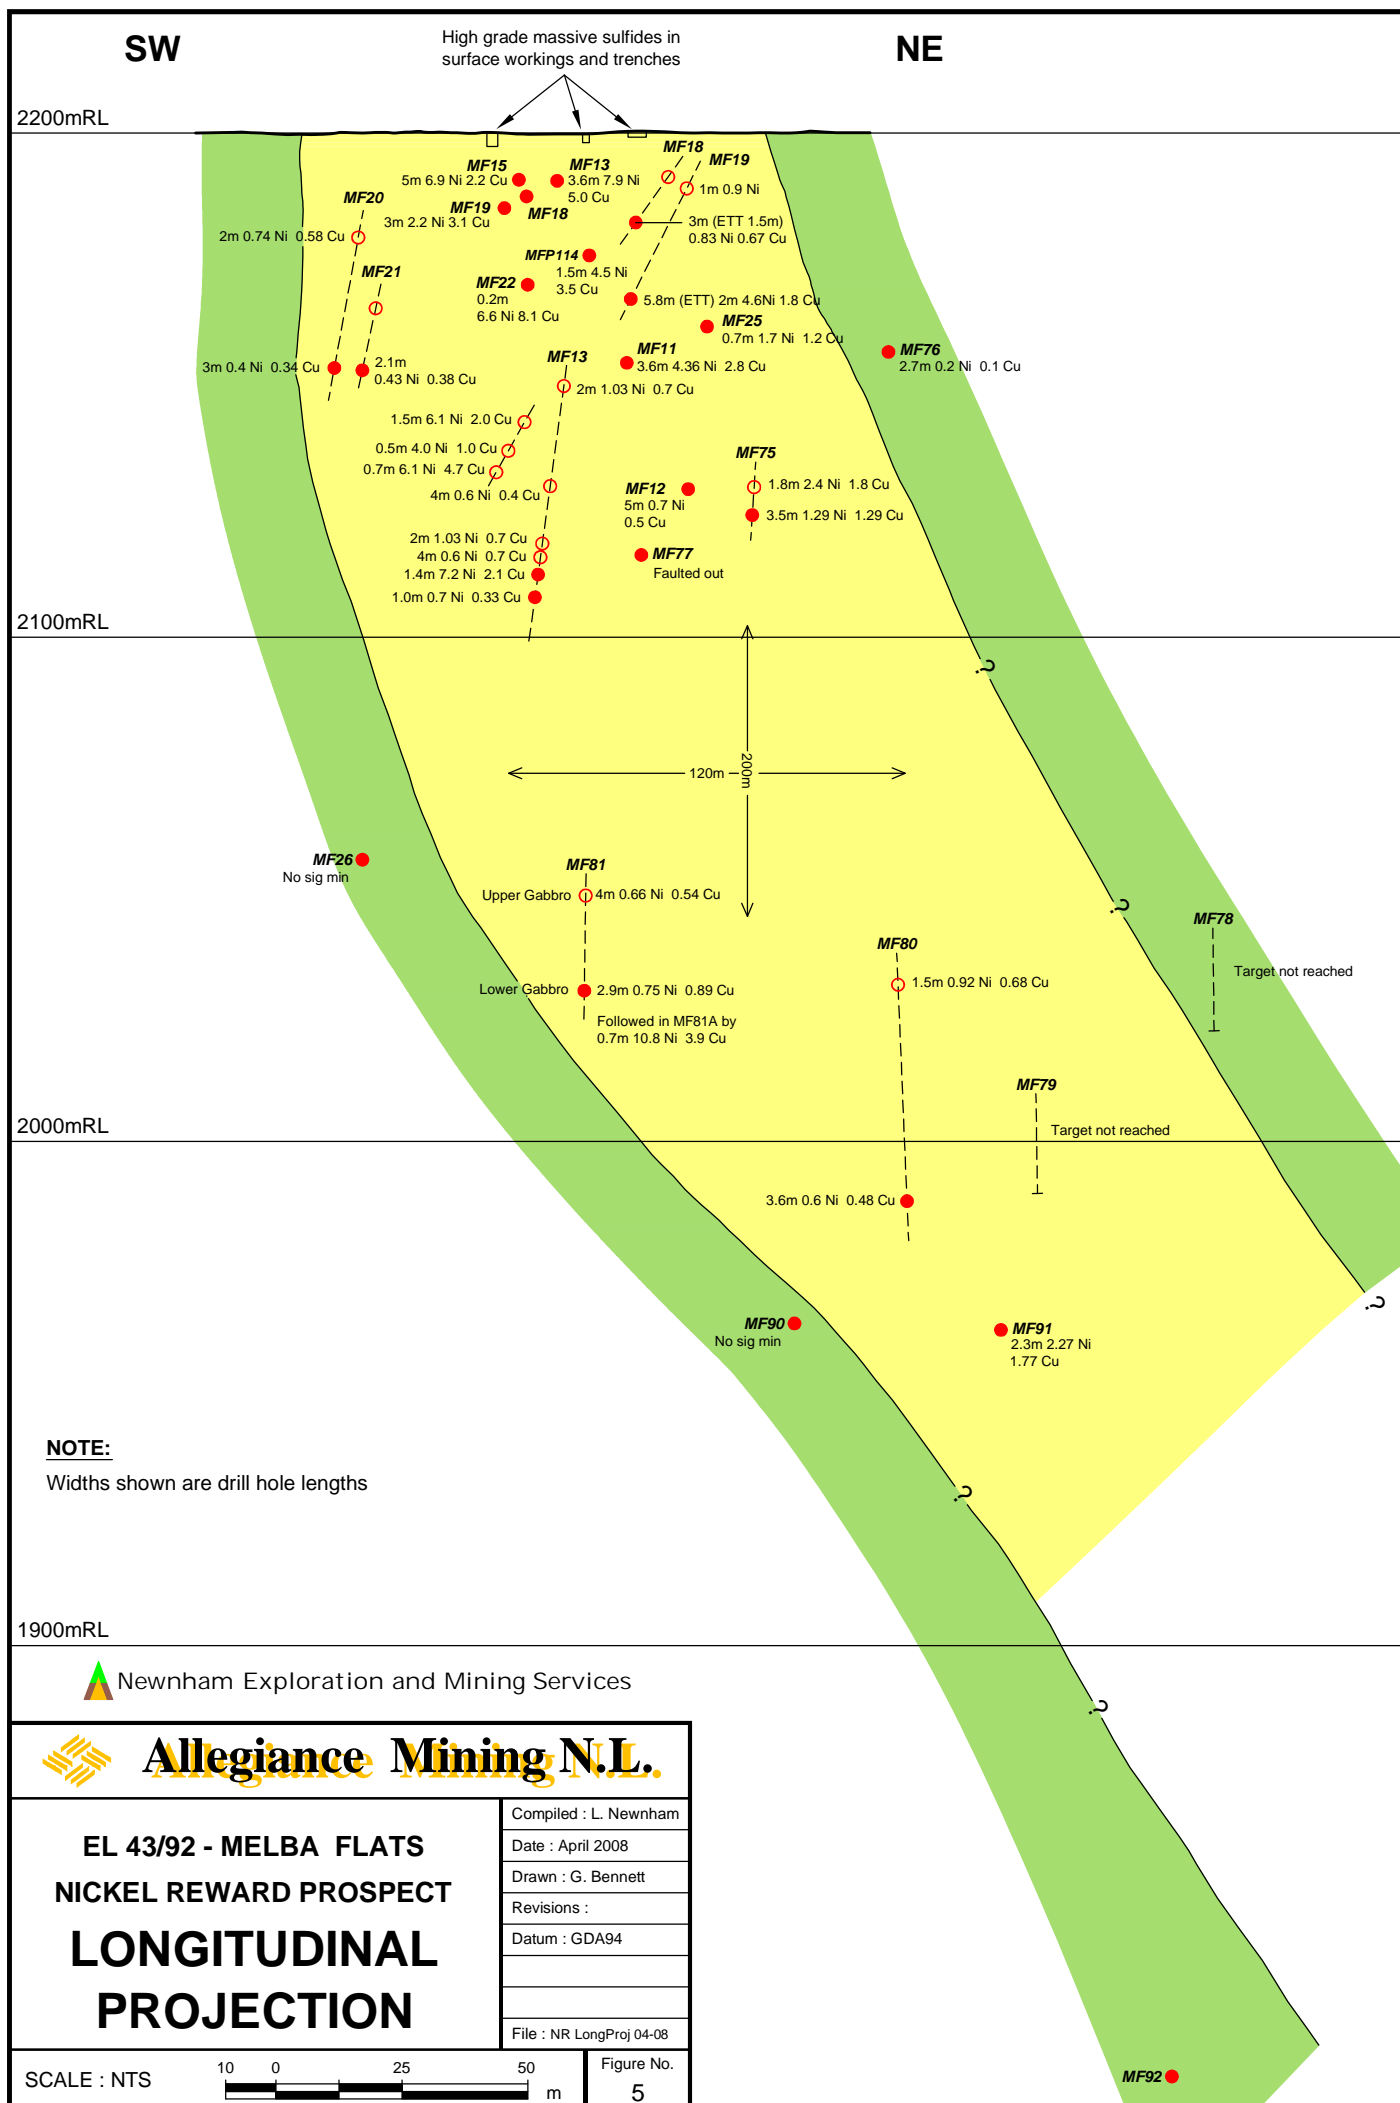 SW
High grade massive sulfides in
surface workings and trenches
NE
2200mRL
MF18
MF19
MF15
5m 6.9 Ni 2.2 Cu
MF13
3.6m 7.9 Ni
5.0 Cu
1m 0.9 Ni
MF20
MF19
3m 2.2 Ni 3.1 Cu
MF18
2m 0.74 Ni 0.58 Cu
3m (ETT 1.5m)
0.83 Ni 0.67 Cu
MFP114
1.5m 4.5 Ni
3.5 Cu
MF21
MF22
0.2m
6.6 Ni 8.1 Cu
5.8m (ETT) 2m 4.6Ni 1.8 Cu
MF25
0.7m 1.7 Ni 1.2 Cu
MF76
2.7m 0.2 Ni 0.1 Cu
MF13
MF11
3.6m 4.36 Ni 2.8 Cu
3m 0.4 Ni 0.34 Cu
2.1m
0.43 Ni 0.38 Cu
2m 1.03 Ni 0.7 Cu
1.5m 6.1 Ni 2.0 Cu
0.5m 4.0 Ni 1.0 Cu
0.7m 6.1 Ni 4.7 Cu
4m 0.6 Ni 0.4 Cu
MF75
1.8m 2.4 Ni 1.8 Cu
3.5m 1.29 Ni 1.29 Cu
MF12
5m 0.7 Ni
0.5 Cu
2m 1.03 Ni 0.7 Cu
4m 0.6 Ni 0.7 Cu
1.4m 7.2 Ni 2.1 Cu
1.0m 0.7 Ni 0.33 Cu
MF77
Faulted out
2100mRL
?
120m
200m
MF26
No sig min
MF81
Upper Gabbro
4m 0.66 Ni 0.54 Cu
?
MF78
Target not reached
MF80
1.5m 0.92 Ni 0.68 Cu
Lower Gabbro
2.9m 0.75 Ni 0.89 Cu
Followed in MF81A by
0.7m 10.8 Ni 3.9 Cu
MF79
Target not reached
2000mRL
3.6m 0.6 Ni 0.48 Cu
?
MF90
No sig min
MF91
2.3m 2.27 Ni
1.77 Cu
NOTE:
Widths shown are drill hole lengths
?
1900mRL
Newnham Exploration and Mining Services
?
Allegiance Mining N.L.
EL 43/92 - MELBA FLATS
NICKEL REWARD PROSPECT
LONGITUDINAL
PROJECTION
Compiled : L. Newnham
Date : April 2008
Drawn : G. Bennett
Revisions :
Datum : GDA94
File : NR LongProj 04-08
SCALE : NTS
10 0 25 50
m
Figure No.
5
MF92